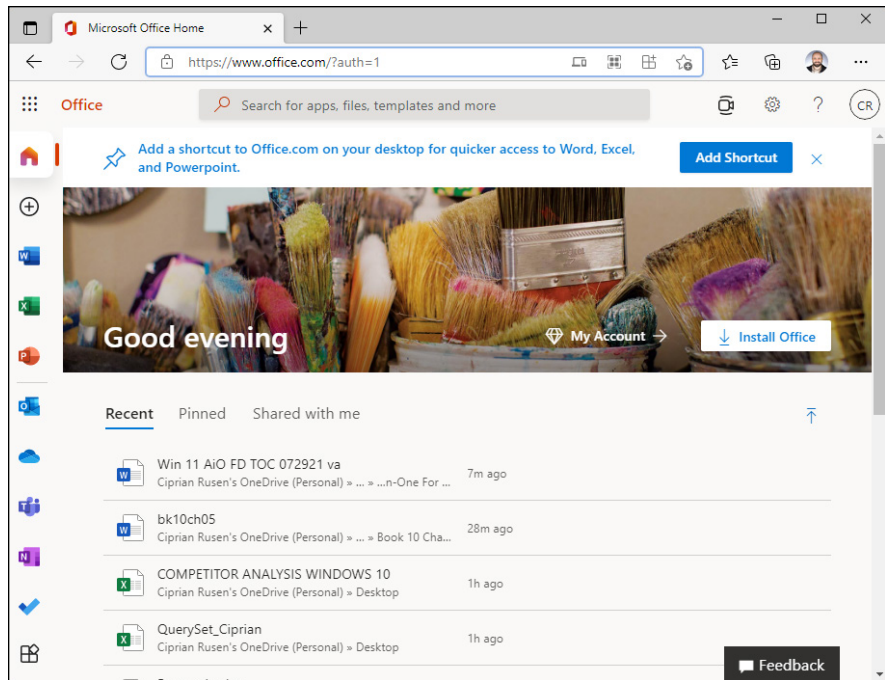 Microsoft Office Home
https://www.office.com/?auth=1
Office
Search for apps, files, templates and more
?
CR
Add a shortcut to Office.com on your desktop for quicker access to Word, Excel,
and Powerpoint.
Add Shortcut
Good evening
My Account
Install Office
Recent Pinned Shared with me
Win 11 AiO FD TOC 072921 va
Ciprian Rusen's OneDrive (Personal) » ... » ...n-One For ...
7m ago
bk10ch05
Ciprian Rusen's OneDrive (Personal) » ... » Book 10 Cha...
28m ago
COMPETITOR ANALYSIS WINDOWS 10
Ciprian Rusen's OneDrive (Personal) » Desktop
1h ago
QuerySet_Ciprian
Ciprian Rusen's OneDrive (Personal) » Desktop
1h ago
Feedback